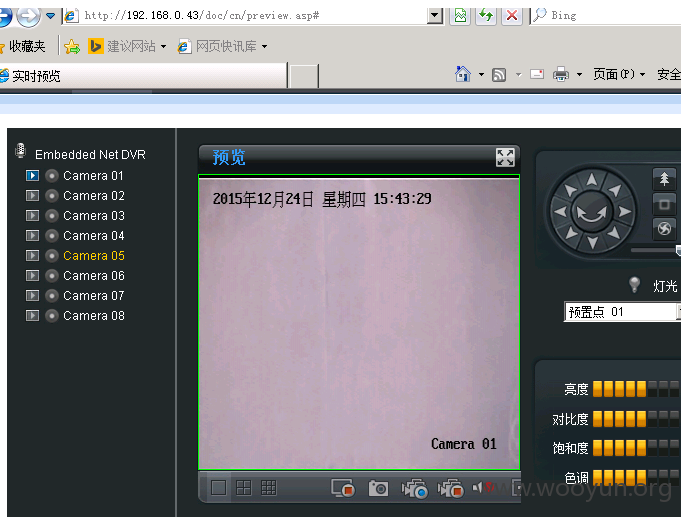 http://192.168.0.43/doc/cn/preview.asp#
Bing
收藏夹
建议网站
网页快讯库
实时预览
页面(P)
安全
Embedded Net DVR
Camera 01
Camera 02
Camera 03
Camera 04
Camera 05
Camera 06
Camera 07
Camera 08
预览
2015年12月24日 星期四 15:43:29
Camera 01
灯光
预置点 01
亮度
对比度
饱和度
色调
www.wooyun.org